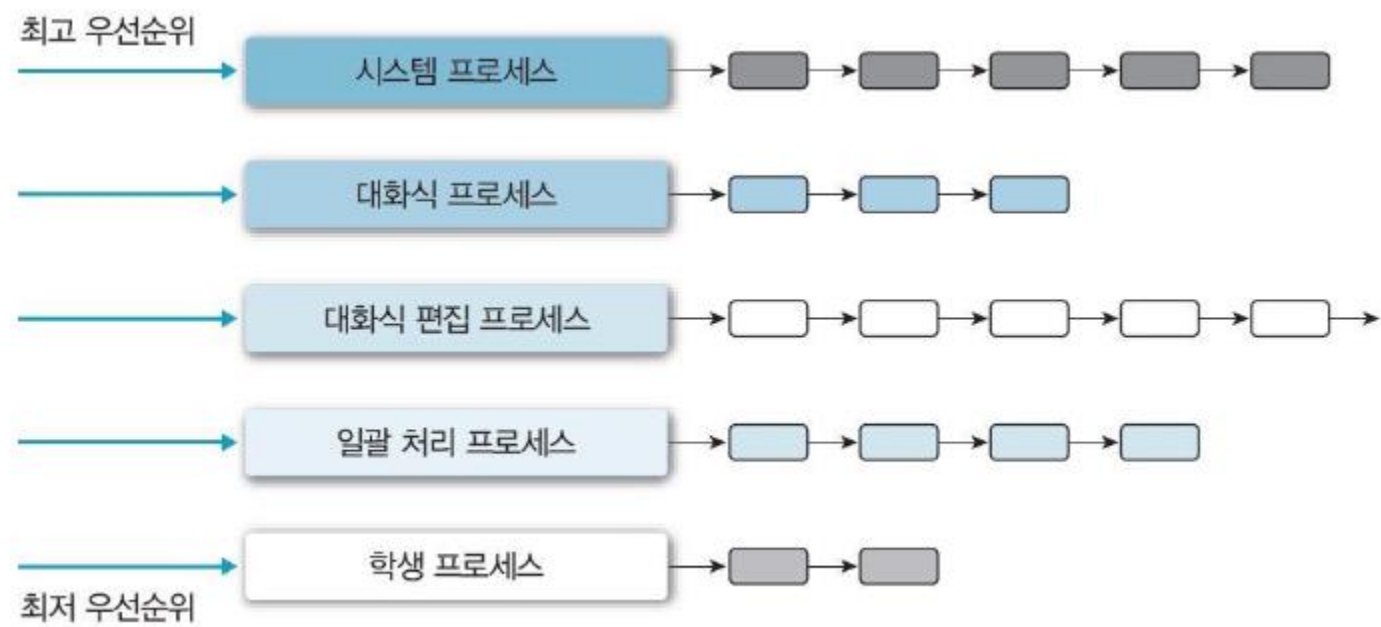 최고 우선순위
시스템 프로세스
대화식 프로세스
대화식 편집 프로세스
일괄 처리 프로세스
학생 프로세스
최저 우선순위